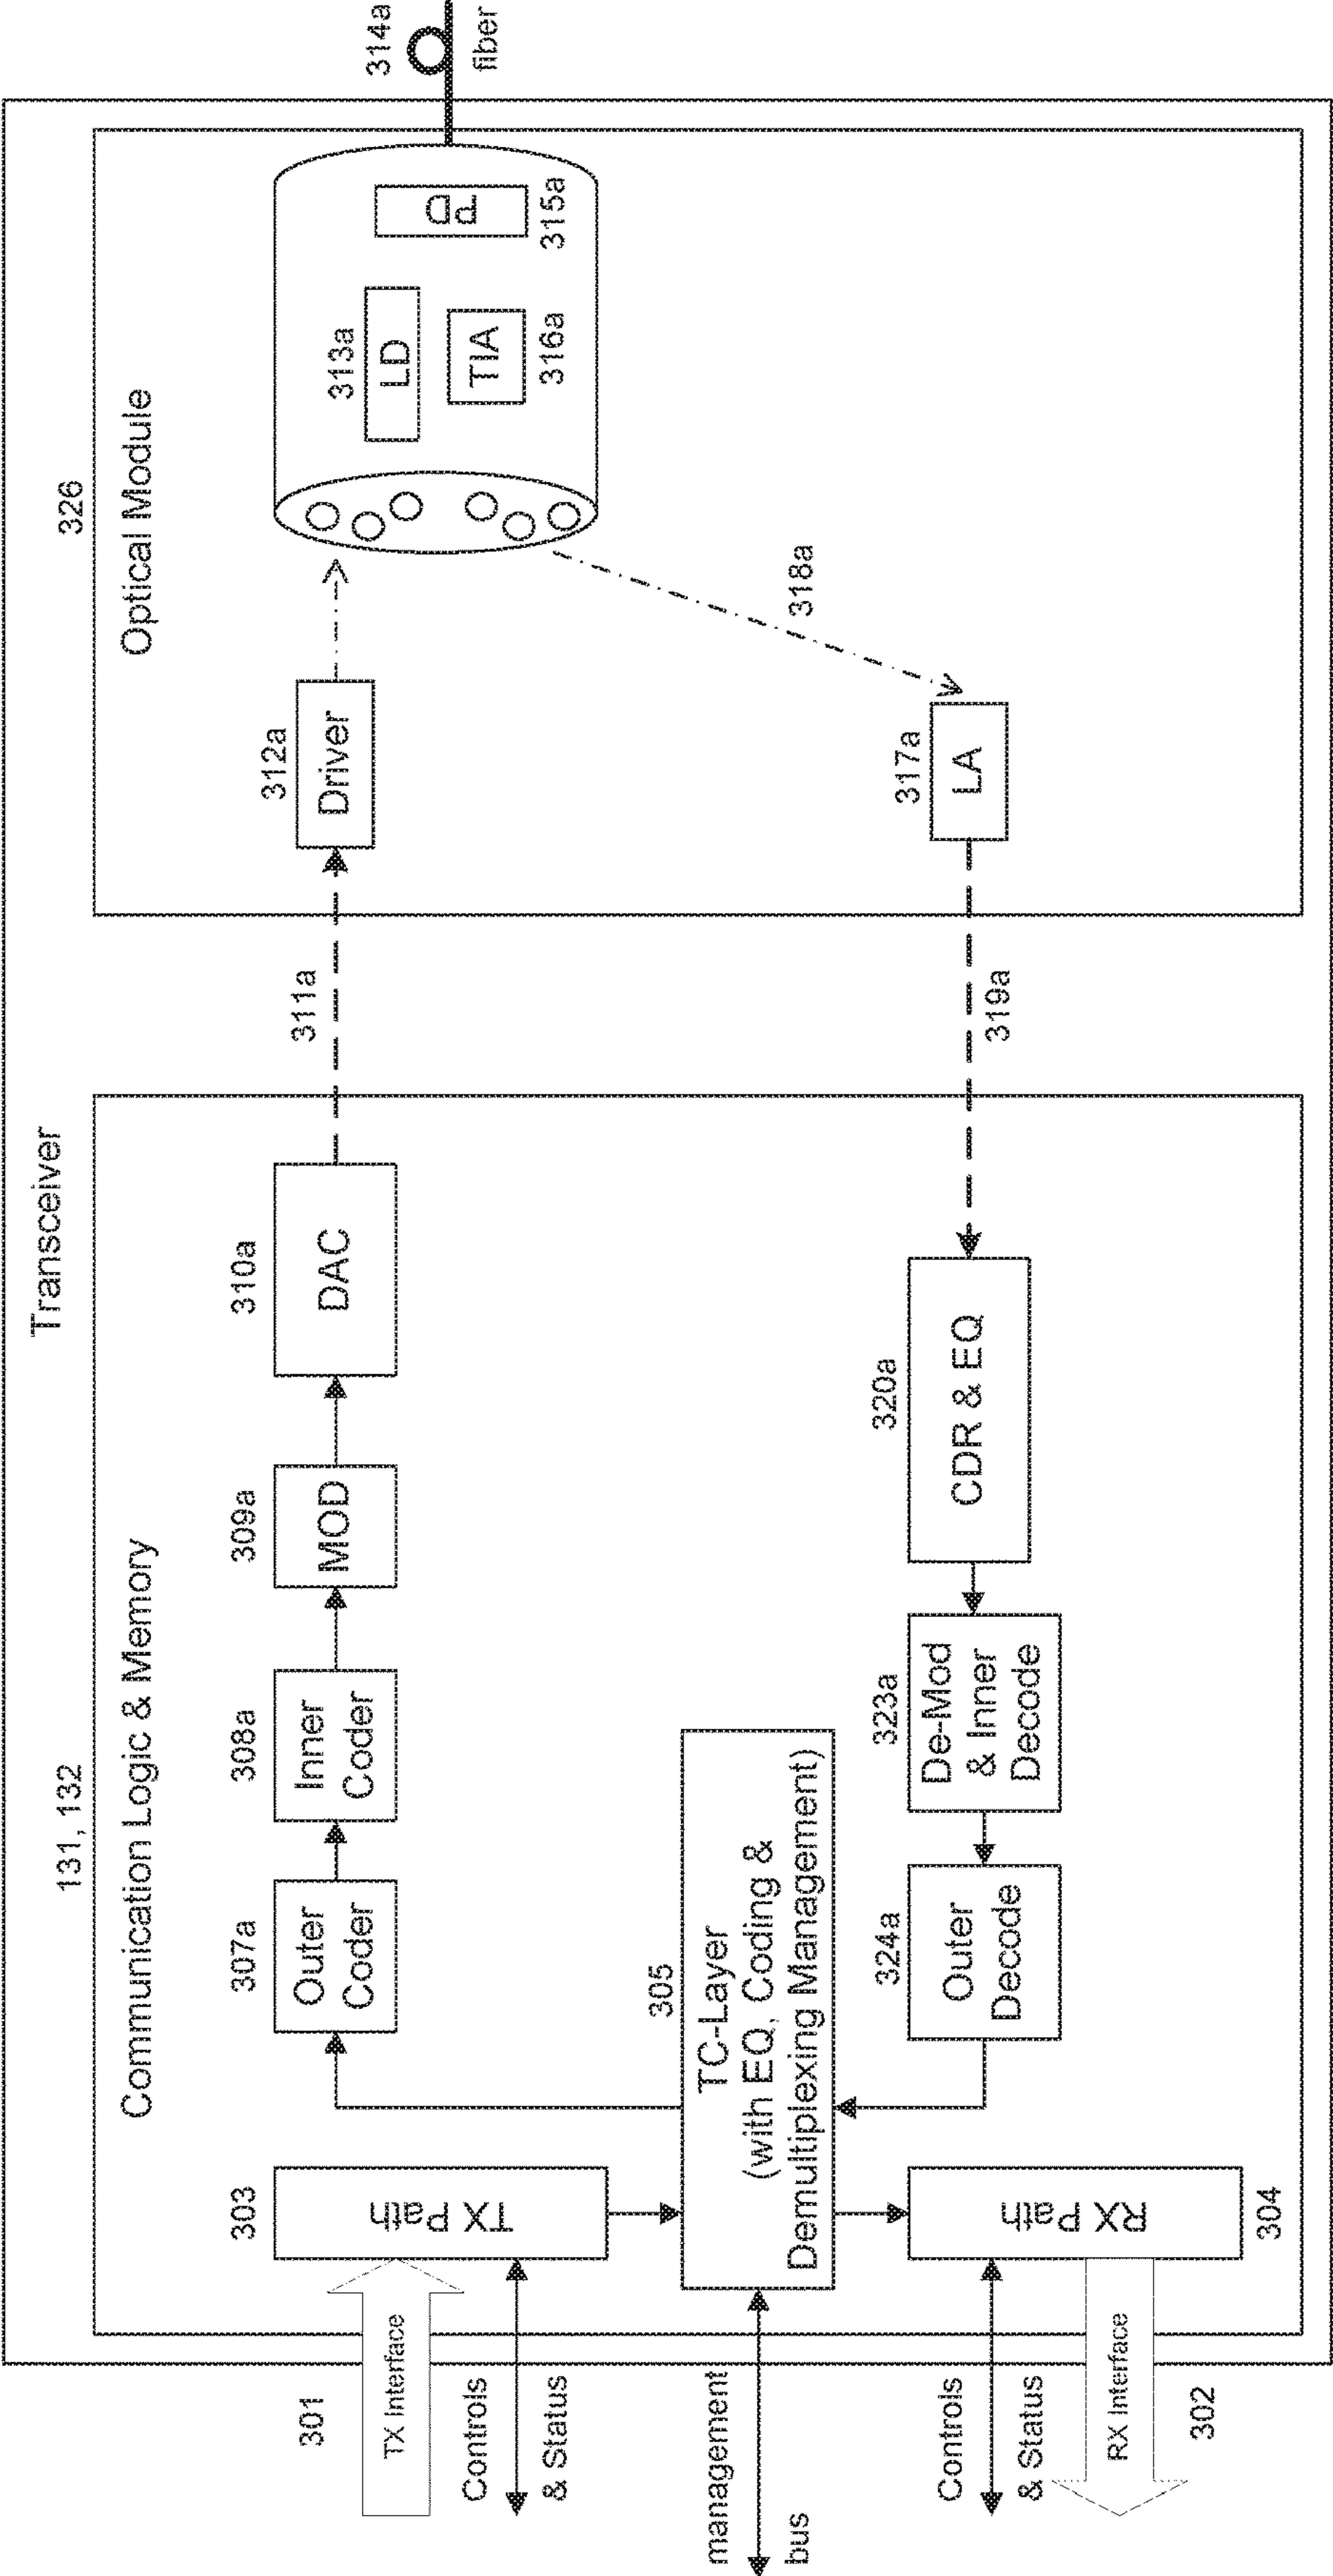 Transceiver
131, 132
Communication Logic & Memory
326
Optical Module
301
TX Interface
Controls
& Status
303
TX Path
307a
Outer
Coder
308a
Inner
Coder
309a
MOD
310a
DAC
311a
312a
Driver
313a
LD
TIA
316a
PD
315a
314a
fiber
management
bus
305
TC-Layer
(with EQ, Coding &
Demultiplexing Management)
318a
Controls
& Status
RX Interface
302
RX Path
304
324a
Outer
Decode
323a
De-Mod
& Inner
Decode
320a
CDR & EQ
319a
317a
LA